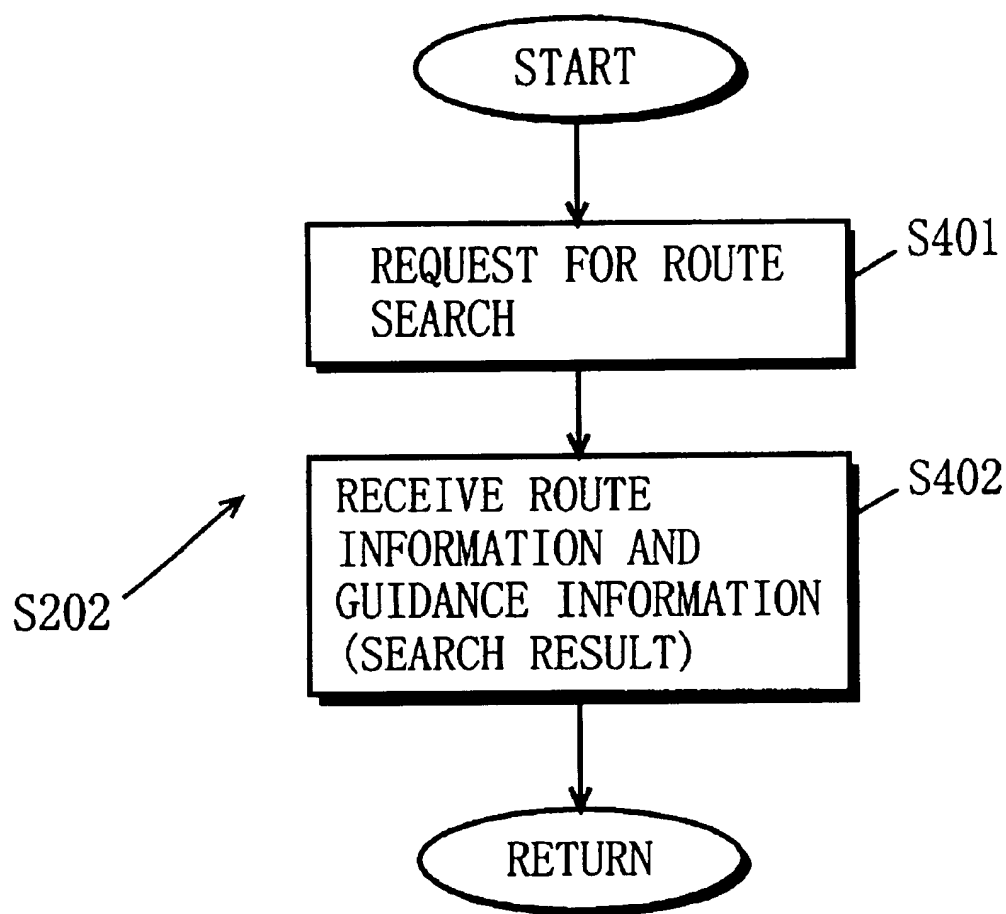 START
S401
REQUEST FOR ROUTE
SEARCH
S402
RECEIVE ROUTE
INFORMATION AND
GUIDANCE INFORMATION
(SEARCH RESULT)
S202
RETURN